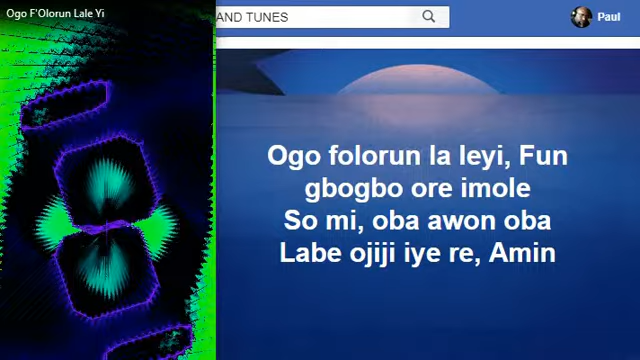 Ogo F'Olorun Lale Yi
AND TUNES
Paul
Ogo folorun la leyi, Fun
gbogbo ore imole
So mi, oba awon oba
Labe ojiji iye re, Amin